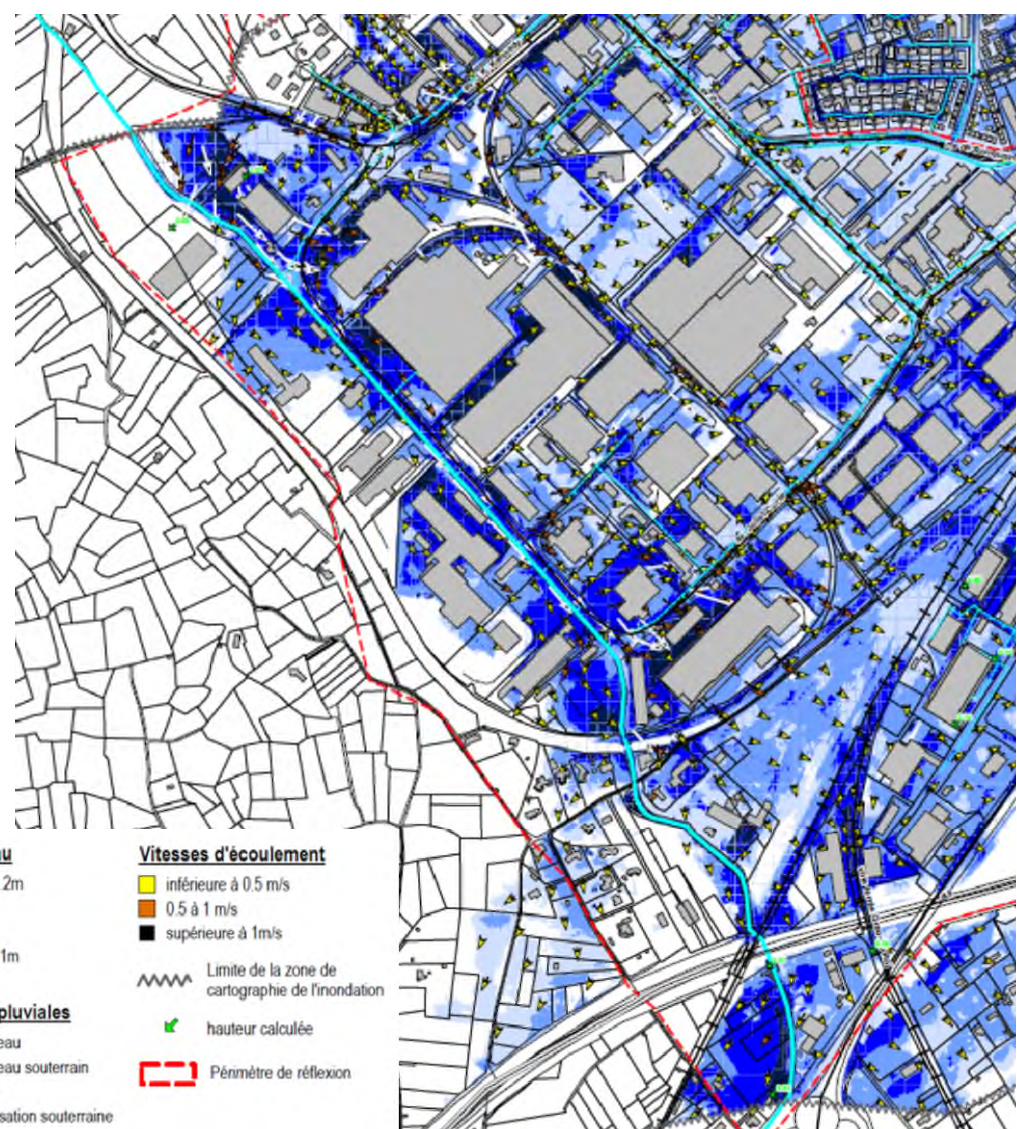 au
2m
1m
pluviales
eau
eau souterrain
sation souterraine
Vitesses d'écoulement
inférieure à 0.5 m/s
0.5 à 1 m/s
supérieure à 1m/s
Limite de la zone de
cartographie de l'inondation
hauteur calculée
Périmètre de réflexion